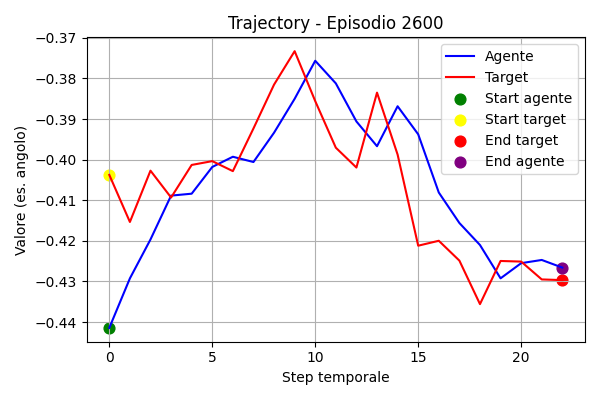 Trajectory - Episodio 2600
Valore (es. angolo)
−0.37
−0.38
−0.39
−0.40
−0.41
−0.42
−0.43
−0.44
Agente
Target
Start agente
Start target
End target
End agente
0 5 10 15 20
Step temporale